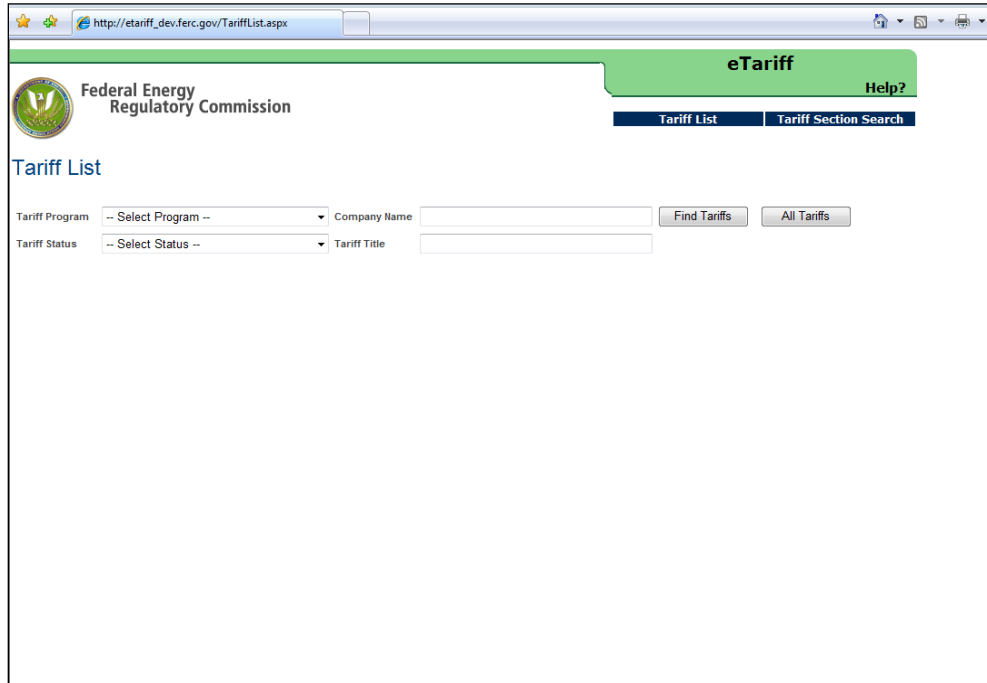 http://etariff_dev.ferc.gov/TariffList.aspx
eTariff
Help?
Federal Energy
Regulatory Commission
Tariff List Tariff Section Search
Tariff List
Tariff Program -- Select Program -- Company Name Find Tariffs All Tariffs
Tariff Status -- Select Status -- Tariff Title